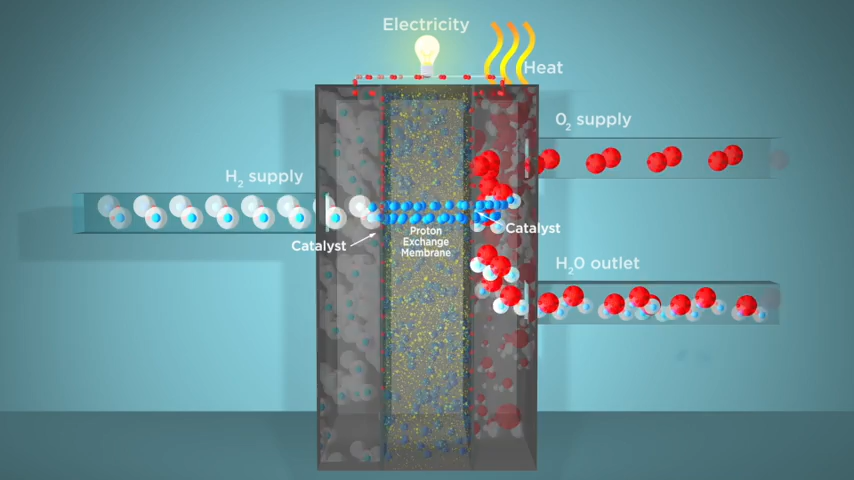 Electricity
Heat
O₂ supply
H₂ supply
Catalyst
Catalyst
Proton
Exchange
Membrane
H₂O outlet